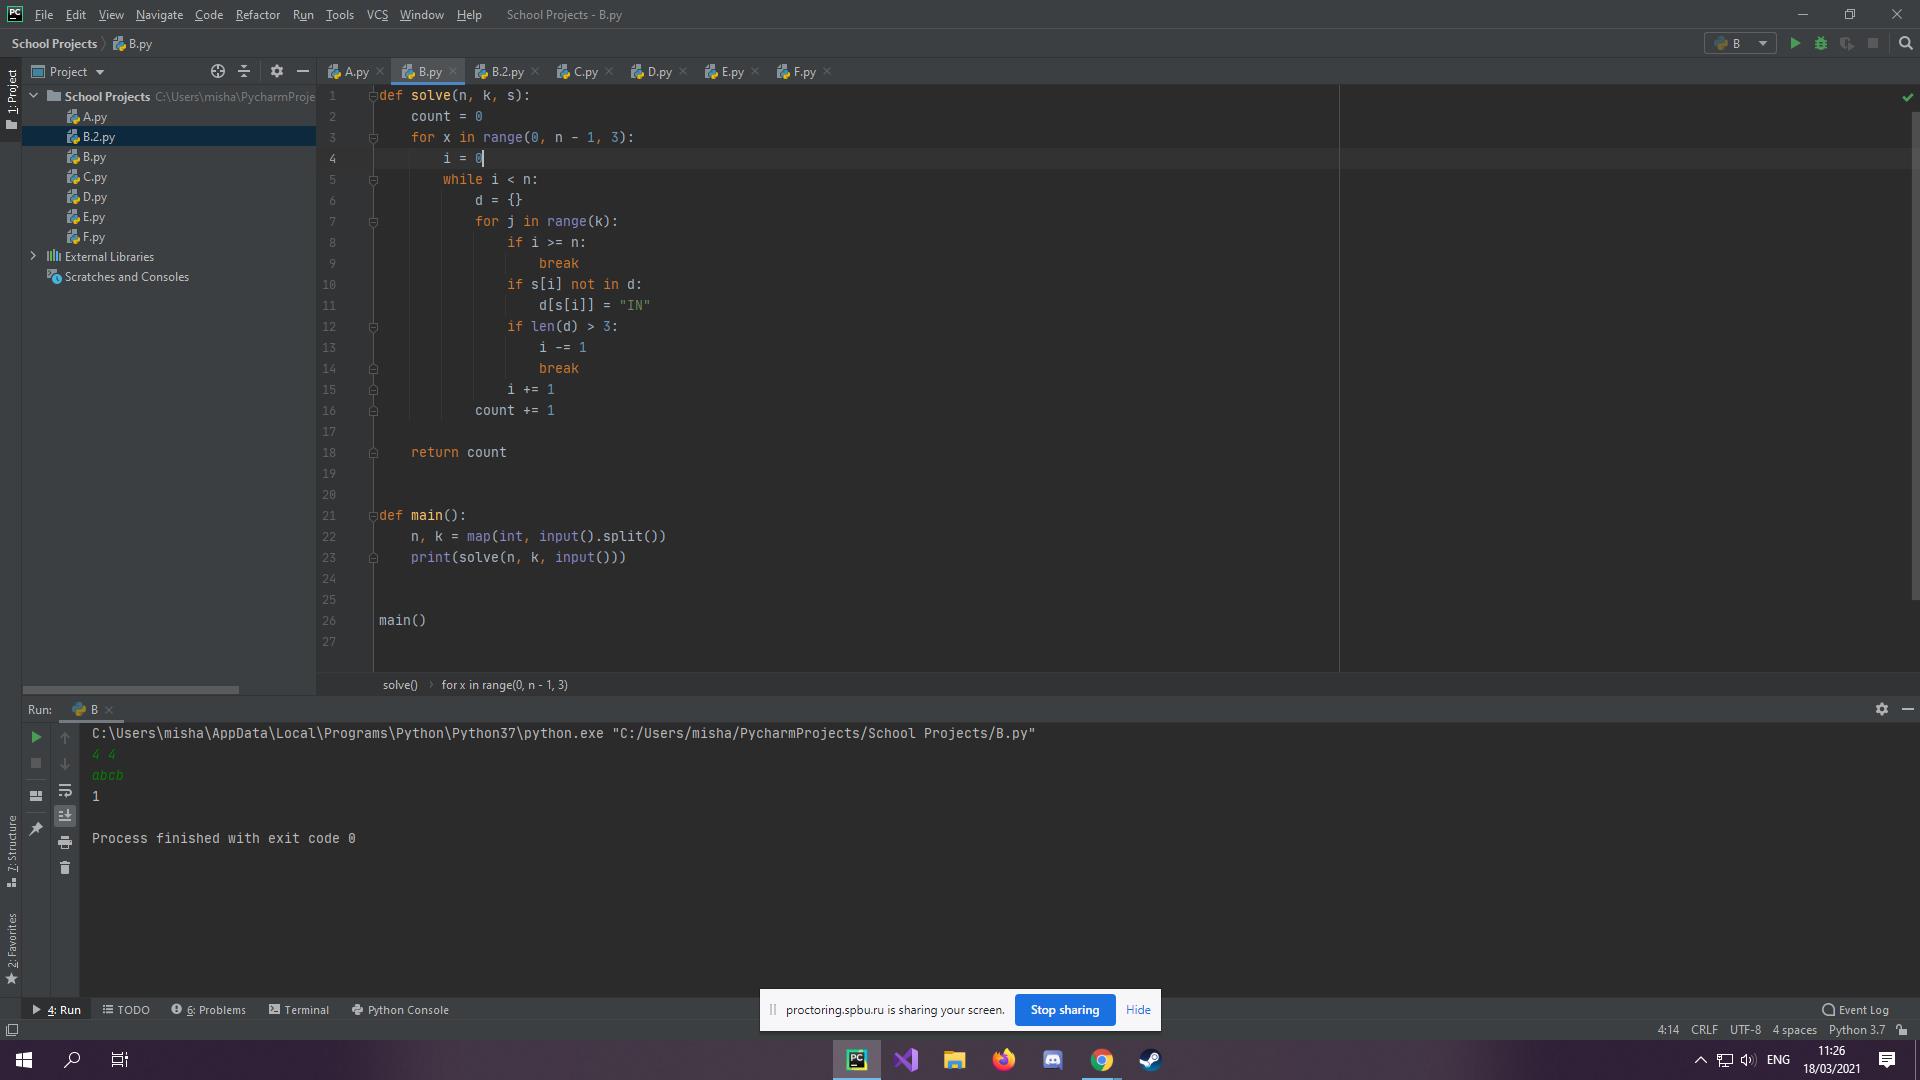 PC File Edit View Navigate Code Refactor Run Tools VCS Window Help School Projects - B.py
School Projects B.py B
Project A.py B.py B.2.py C.py D.py E.py F.py
1: Project
School Projects C:\Users\misha\PycharmProje
A.py
B.2.py
B.py
C.py
D.py
E.py
F.py
External Libraries
Scratches and Consoles
1 def solve(n, k, s):
2 count = 0
3 for x in range(0, n - 1, 3):
4 i = 0
5 while i < n:
6 d = {}
7 for j in range(k):
8 if i >= n:
9 break
10 if s[i] not in d:
11 d[s[i]] = "IN"
12 if len(d) > 3:
13 i -= 1
14 break
15 i += 1
16 count += 1
17
18 return count
19
20
21 def main():
22 n, k = map(int, input().split())
23 print(solve(n, k, input()))
24
25
26 main()
27
solve() for x in range(0, n - 1, 3)
Run: B
C:\Users\misha\AppData\Local\Programs\Python\Python37\python.exe "C:/Users/misha/PycharmProjects/School Projects/B.py"
4 4
abcb
1
Process finished with exit code 0
7: Structure
2: Favorites
4: Run TODO 6: Problems Terminal Python Console Event Log
proctoring.spbu.ru is sharing your screen. Stop sharing Hide
4:14 CRLF UTF-8 4 spaces Python 3.7
PC ENG 11:26
18/03/2021